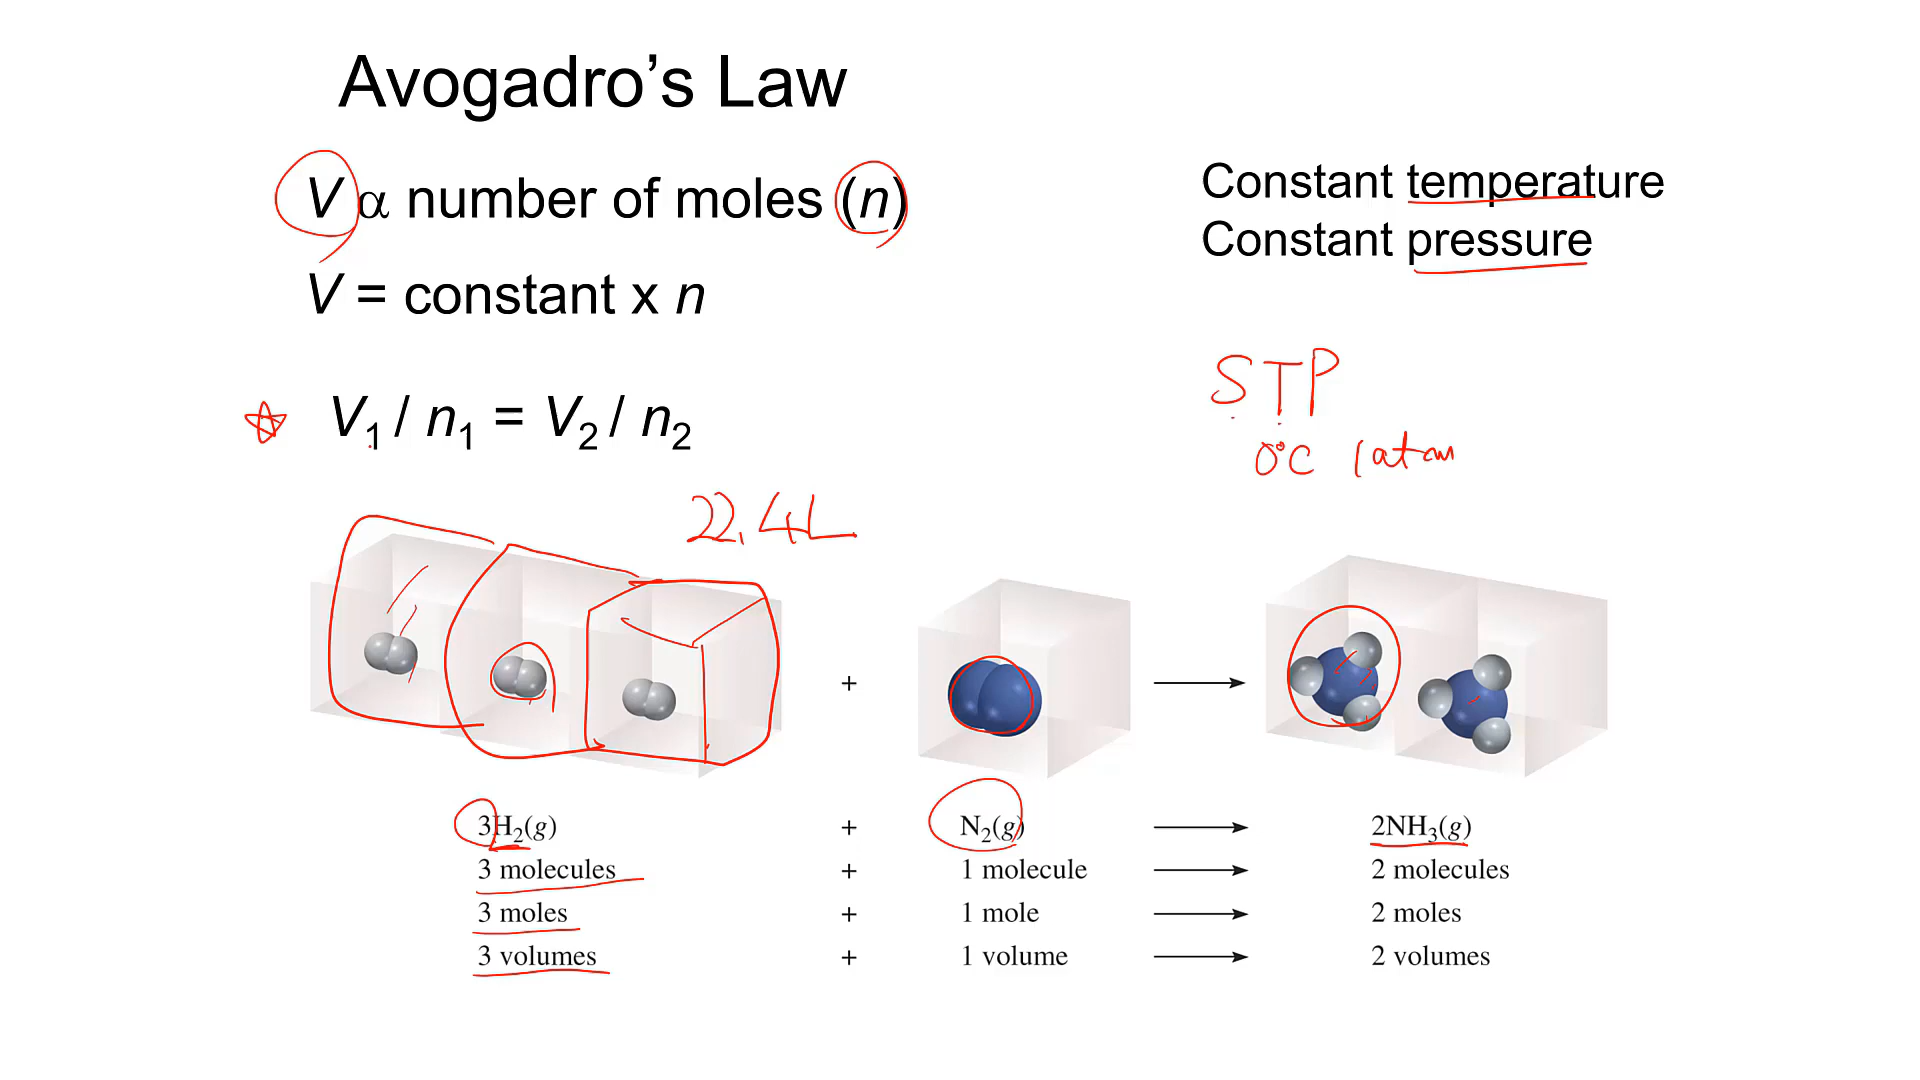 Avogadro's Law
V α number of moles (n)
V = constant x n
V₁ / n₁ = V₂ / n₂
Constant temperature
Constant pressure
STP
0°C 1 atm
22.4L
+
3H₂(g) + N₂(g) ⟶ 2NH₃(g)
3 molecules + 1 molecule ⟶ 2 molecules
3 moles + 1 mole ⟶ 2 moles
3 volumes + 1 volume ⟶ 2 volumes